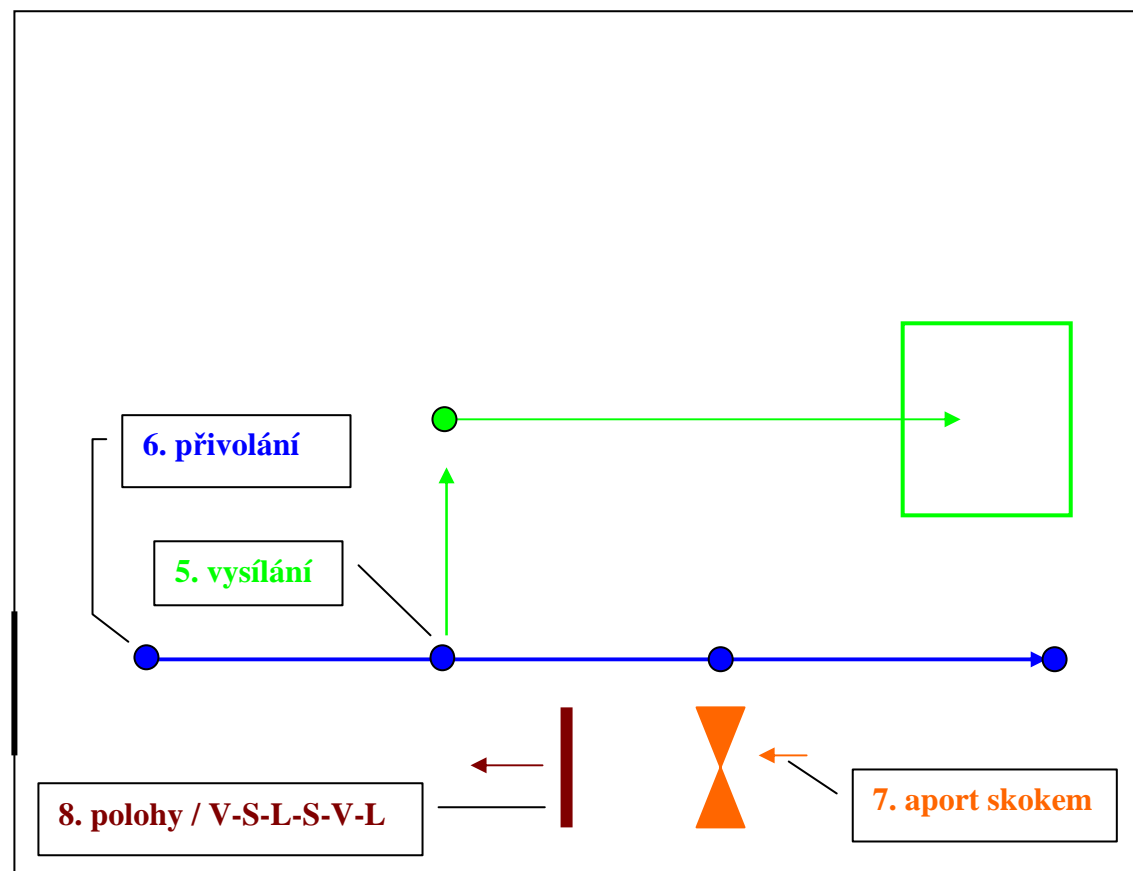 6. přivolání
5. vysílání
8. polohy / V-S-L-S-V-L
7. aport skokem